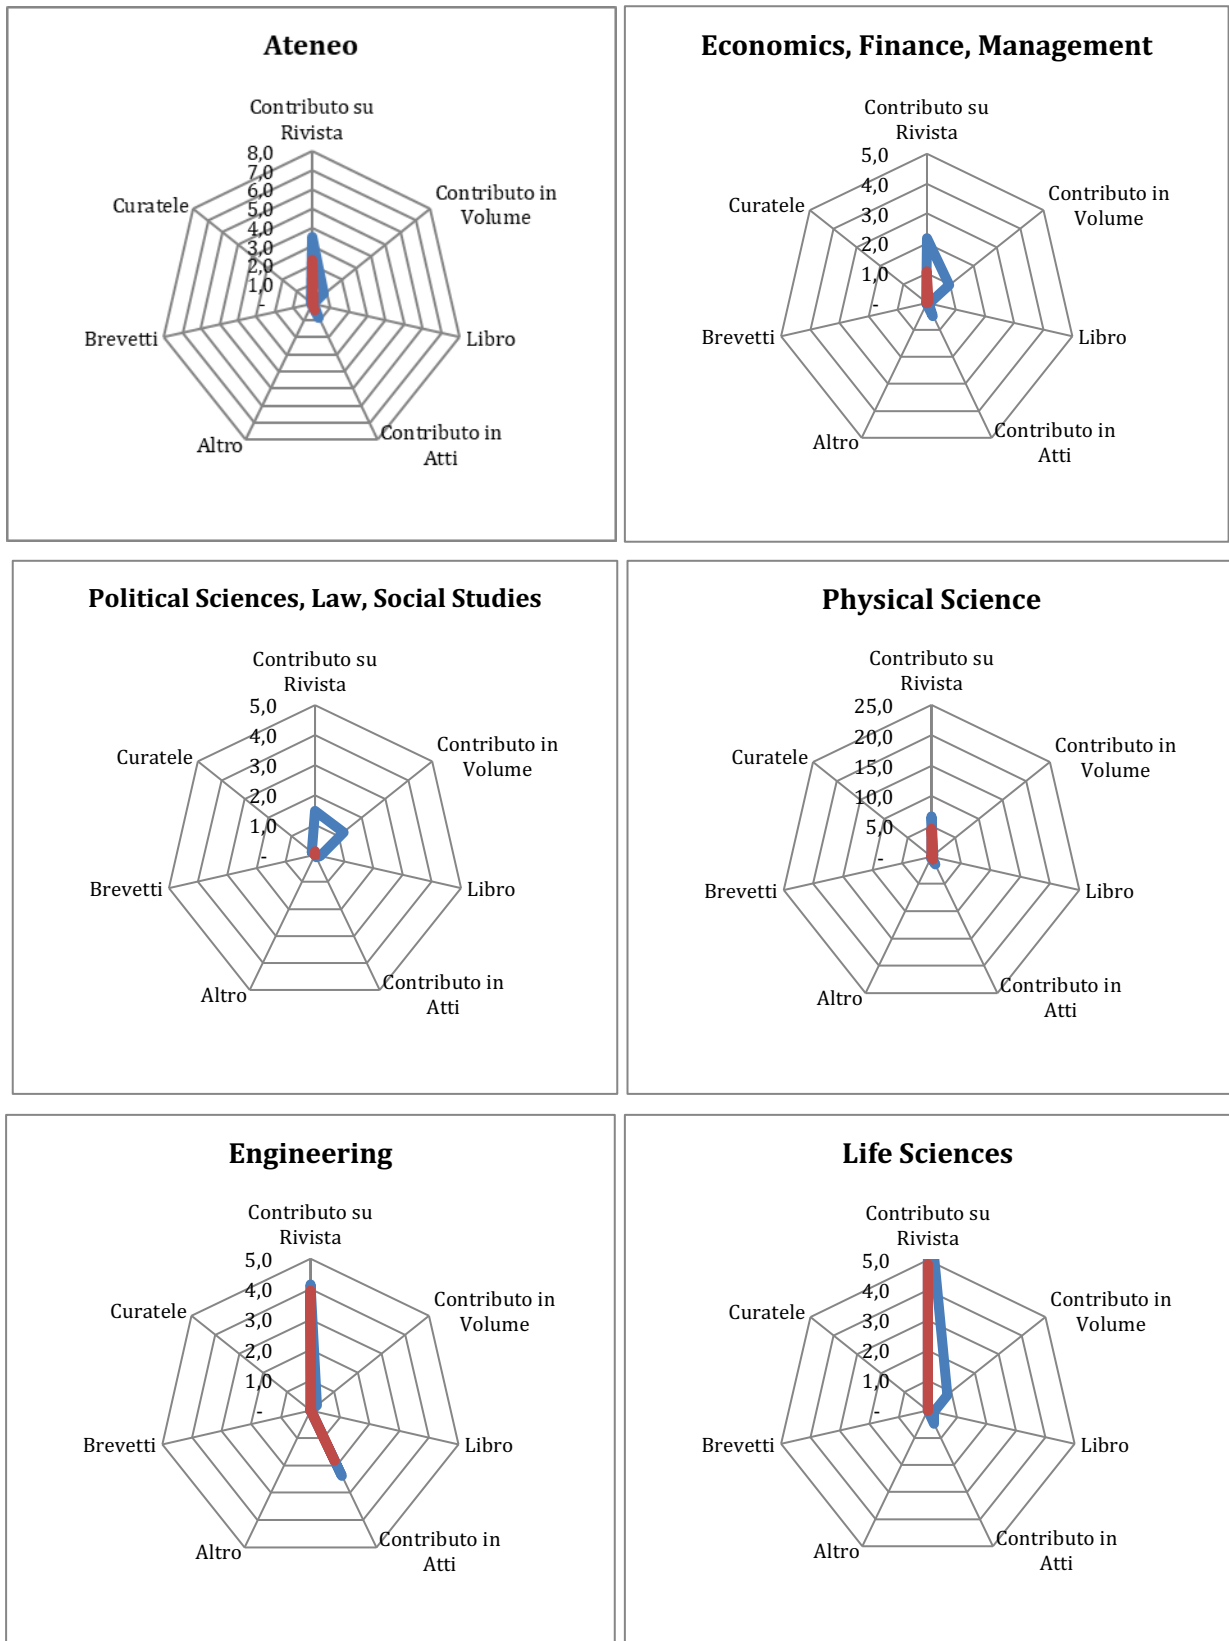 Ateneo
Contributo su
Rivista
8,0
7,0
6,0
5,0
4,0
3,0
2,0
1,0
-
Contributo in
Volume
Libro
Contributo in
Atti
Altro
Brevetti
Curatele
Economics, Finance, Management
Contributo su
Rivista
5,0
4,0
3,0
2,0
1,0
-
Contributo in
Volume
Libro
Contributo in
Atti
Altro
Brevetti
Curatele
Political Sciences, Law, Social Studies
Contributo su
Rivista
5,0
4,0
3,0
2,0
1,0
-
Contributo in
Volume
Libro
Contributo in
Atti
Altro
Brevetti
Curatele
Physical Science
Contributo su
Rivista
25,0
20,0
15,0
10,0
5,0
-
Contributo in
Volume
Libro
Contributo in
Atti
Altro
Brevetti
Curatele
Engineering
Contributo su
Rivista
5,0
4,0
3,0
2,0
1,0
-
Contributo in
Volume
Libro
Contributo in
Atti
Altro
Brevetti
Curatele
Life Sciences
Contributo su
Rivista
5,0
4,0
3,0
2,0
1,0
-
Contributo in
Volume
Libro
Contributo in
Atti
Altro
Brevetti
Curatele